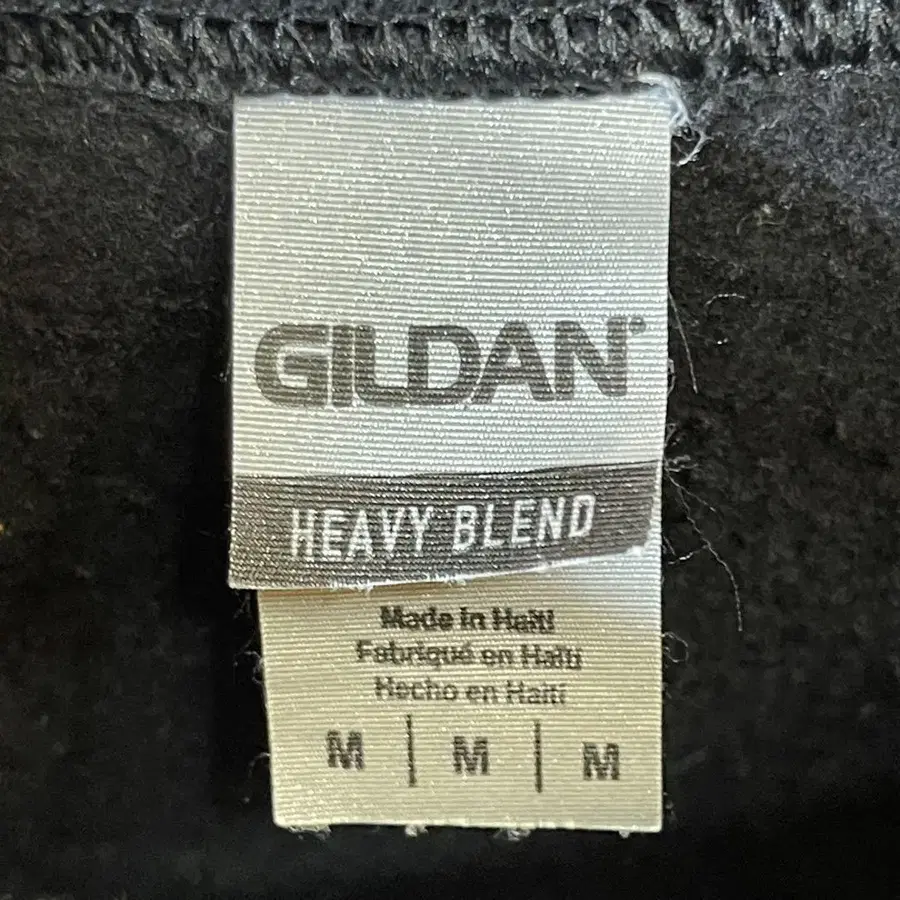 GILDAN®
HEAVY BLEND
Made in Haiti
Fabriqué en Haïti
Hecho en Haití
M | M | M